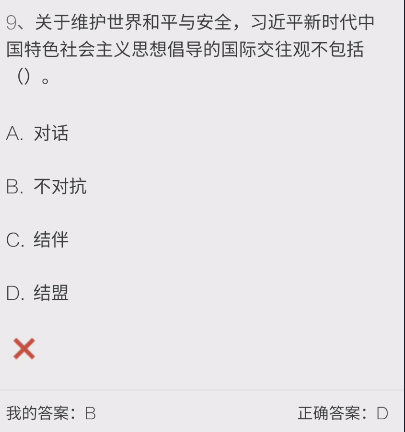 9、关于维护世界和平与安全，习近平新时代中
国特色社会主义思想倡导的国际交往观不包括
（）。
A. 对话
B. 不对抗
C. 结伴
D. 结盟
我的答案：B
正确答案：D